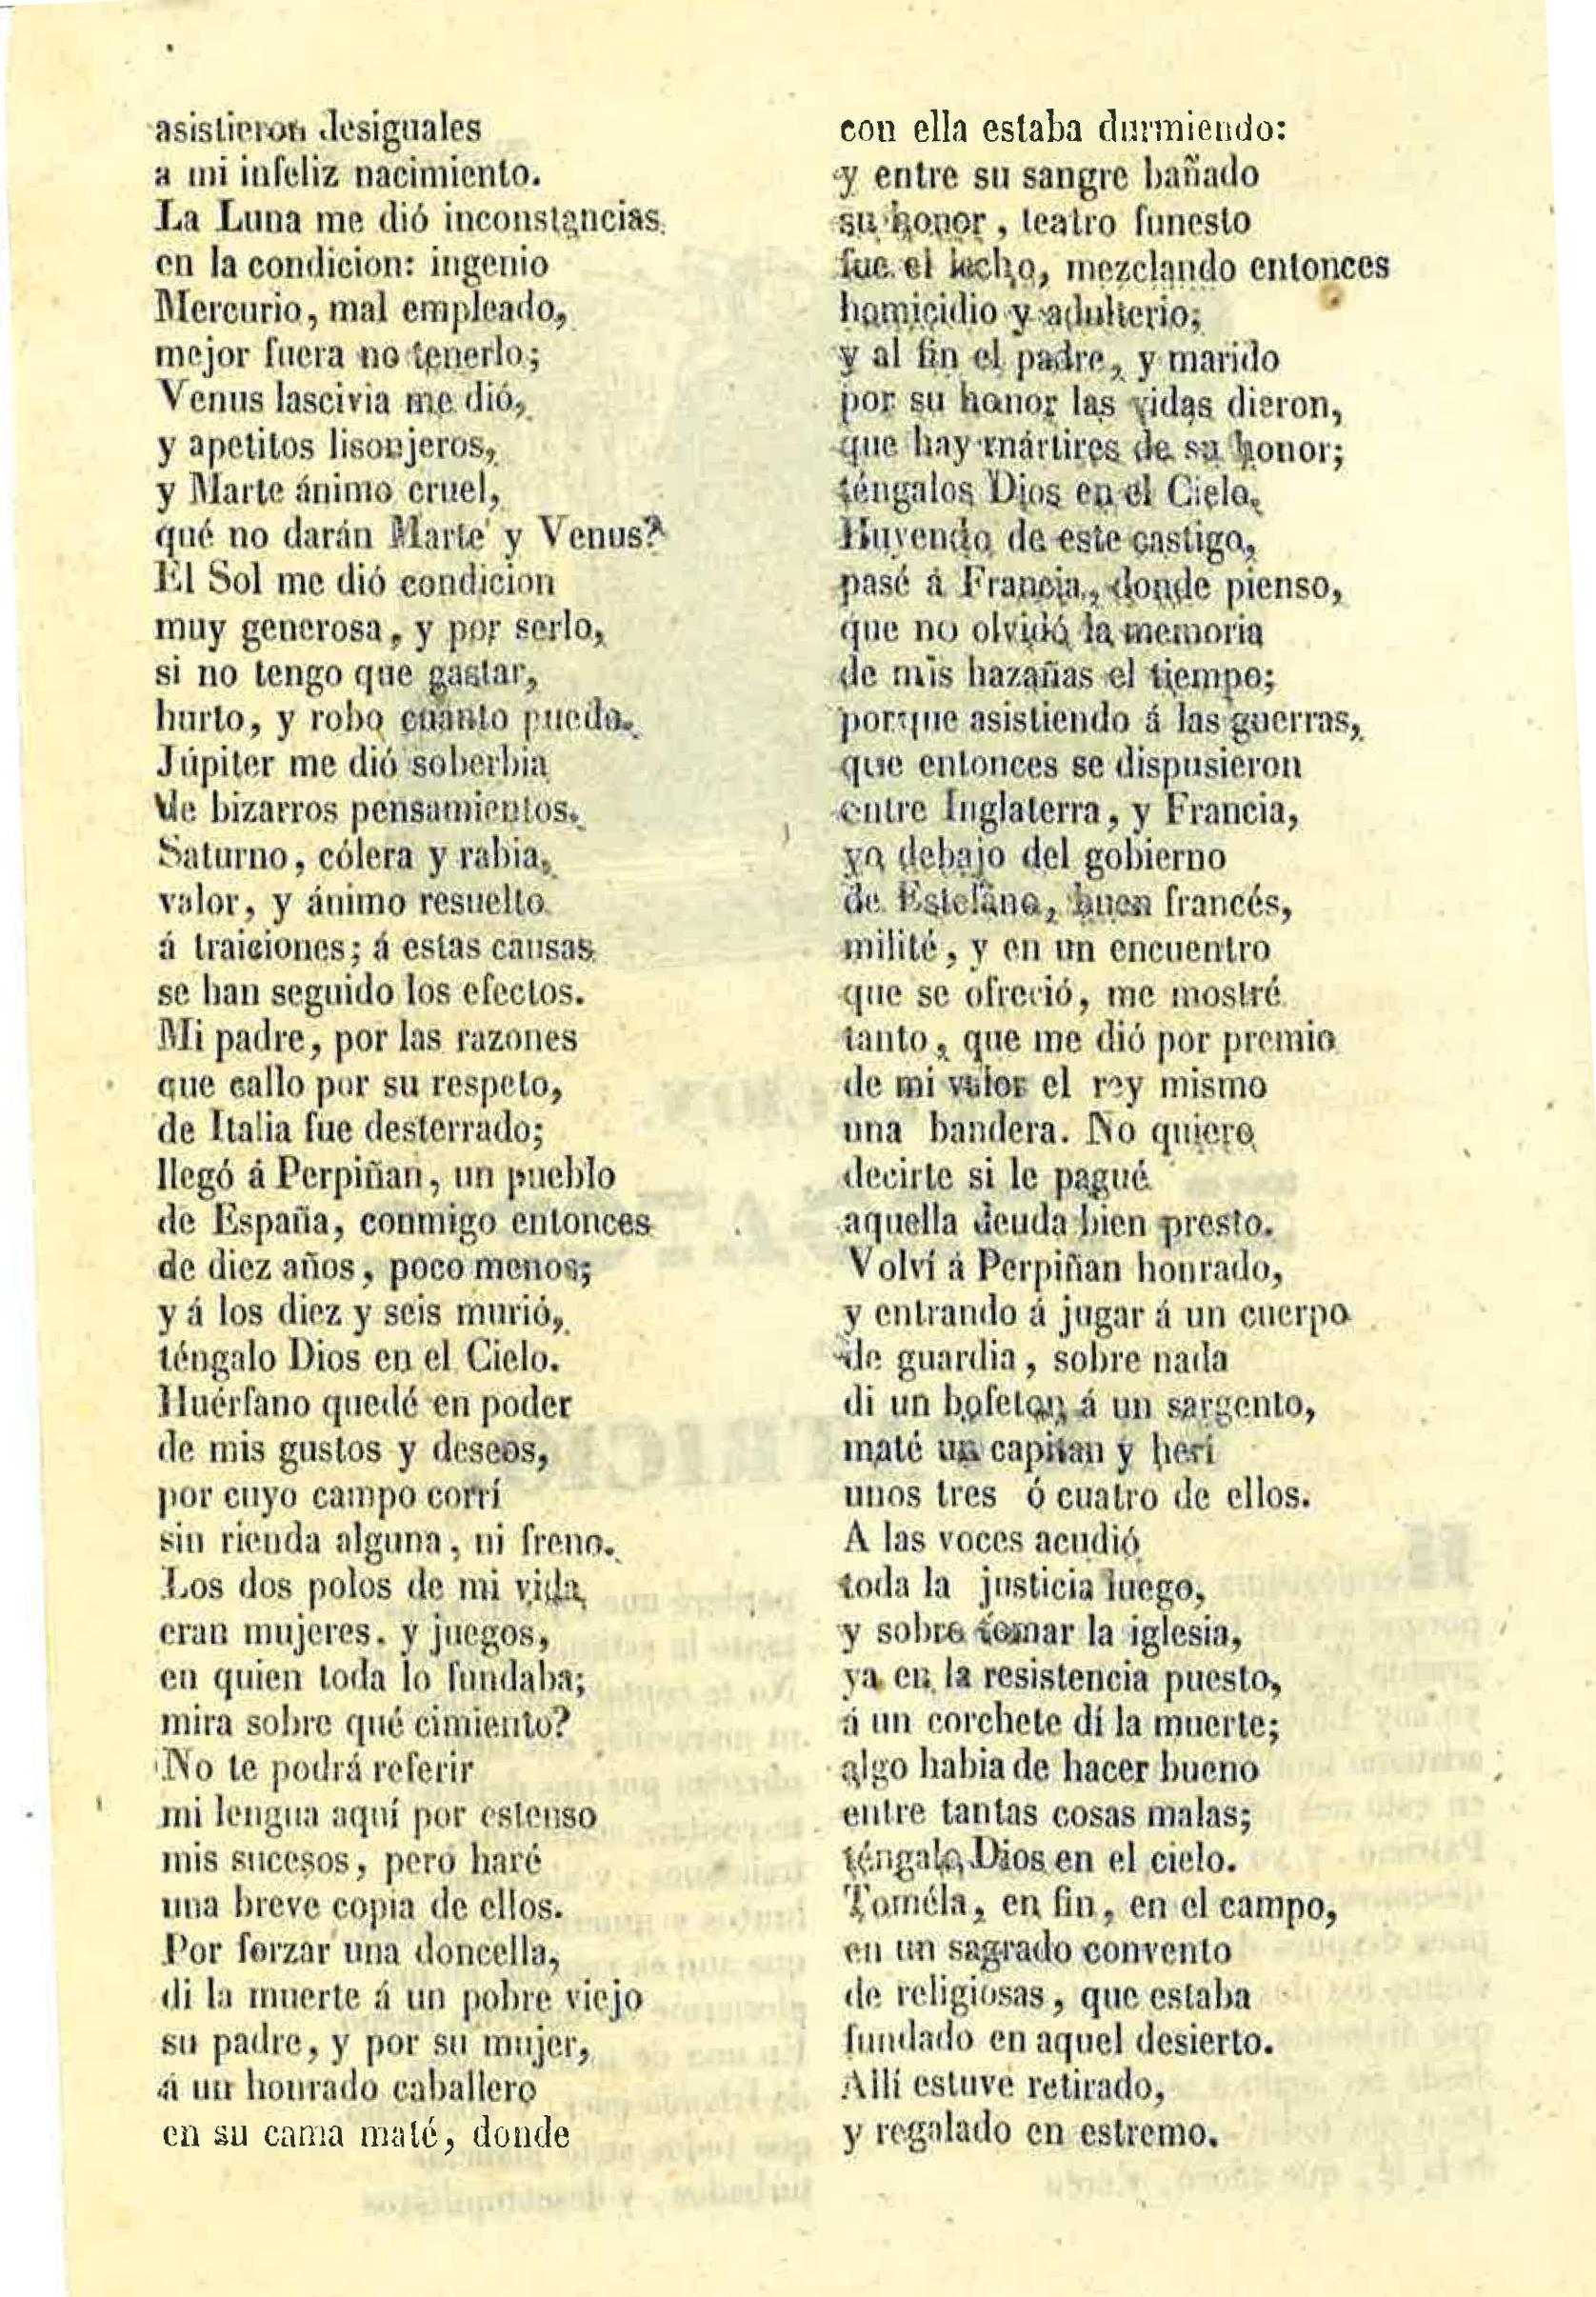 asistieron desiguales
a mi infeliz nacimiento.
La Luna me dió inconstancias
en la condicion: ingenio
Mercurio, mal empleado,
mejor fuera no tenerlo;
Venus lascivia me dió,
y apetitos lisonjeros,
y Marte ánimo cruel,
qué no darán Marte y Venus?
El Sol me dió condicion
muy generosa, y por serlo,
si no tengo que gastar,
hurto, y robo cuanto puedo.
Júpiter me dió soberbia
de bizarros pensamientos.
Saturno, cólera y rabia,
valor, y ánimo resuelto
á traiciones; á estas causas
se han seguido los efectos.
Mi padre, por las razones
que callo por su respeto,
de Italia fue desterrado;
llegó á Perpiñan, un pueblo
de España, conmigo entonces
de diez años, poco menos;
y á los diez y seis murió,
téngalo Dios en el Cielo.
Huérfano quedé en poder
de mis gustos y deseos,
por cuyo campo corrí
sin rienda alguna, ni freno.
Los dos polos de mi vida
eran mujeres. y juegos,
en quien toda lo fundaba;
mira sobre qué cimiento?
No te podrá referir
mi lengua aquí por estenso
mis sucesos, pero haré
una breve copia de ellos.
Por forzar una doncella,
di la muerte á un pobre viejo
su padre, y por su mujer,
á un honrado caballero
en su cama maté, donde
con ella estaba durmiendo:
y entre su sangre bañado
su honor, teatro funesto
fue el lecho, mezclando entonces
homicidio y adulterio;
y al fin el padre, y marido
por su honor las vidas dieron,
que hay mártires de su honor;
téngalos Dios en el Cielo.
Huyendo de este castigo,
pasé á Francia, donde pienso,
que no olvidó la memoria
de mis hazañas el tiempo;
porque asistiendo á las guerras,
que entonces se dispusieron
entre Inglaterra, y Francia,
yo debajo del gobierno
de Estefano, buen francés,
milité, y en un encuentro
que se ofreció, me mostré
tanto, que me dió por premio
de mi valor el rey mismo
una bandera. No quiero
decirte si le pagué
aquella deuda bien presto.
Volví á Perpiñan honrado,
y entrando á jugar á un cuerpo
de guardia, sobre nada
di un bofeton á un sargento,
maté un capitan y herí
unos tres ó cuatro de ellos.
A las voces acudió
toda la justicia luego,
y sobre tomar la iglesia,
ya en la resistencia puesto,
á un corchete dí la muerte;
algo habia de hacer bueno
entre tantas cosas malas;
téngalo Dios en el cielo.
Toméla, en fin, en el campo,
en un sagrado convento
de religiosas, que estaba
fundado en aquel desierto.
Allí estuve retirado,
y regalado en estremo.